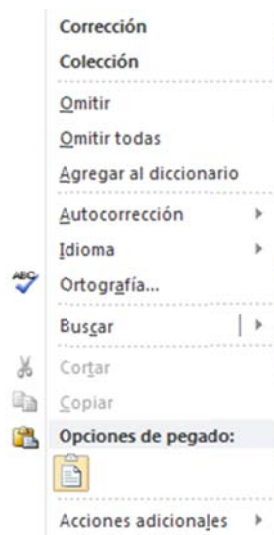 Corrección
Colección
Omitir
Omitir todas
Agregar al diccionario
Autocorrección
Idioma
ABC
Ortografía...
Buscar
Cortar
Copiar
Opciones de pegado:
Acciones adicionales